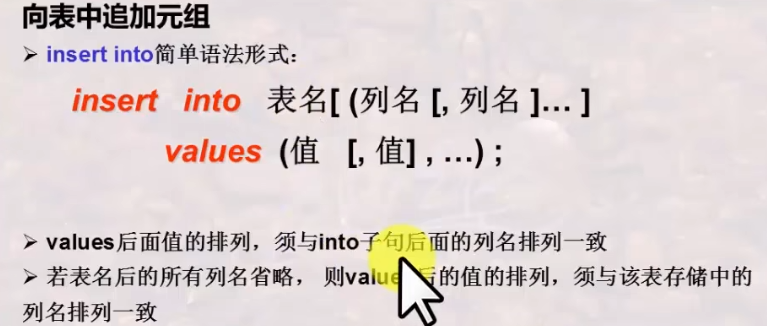 向表中追加元组
➢ insert into简单语法形式：
insert into 表名[ (列名 [, 列名 ]… ]
values (值 [, 值] , …) ;
➢ values后面值的排列，须与into子句后面的列名排列一致
➢ 若表名后的所有列名省略， 则value 后的值的排列，须与该表存储中的
列名排列一致